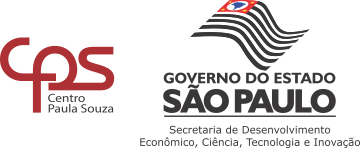 cps
Centro
Paula Souza
GOVERNO DO ESTADO
SÃO PAULO
Secretaria de Desenvolvimento
Econômico, Ciência, Tecnologia e Inovação